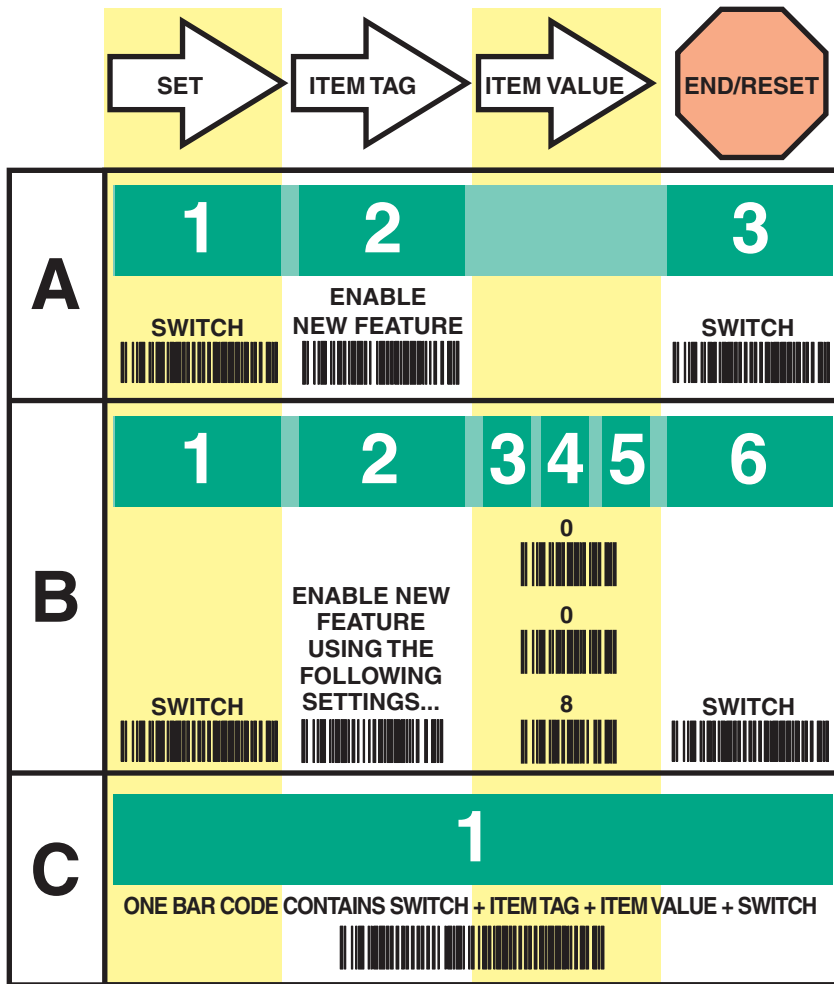 SET
ITEM TAG
ITEM VALUE
END/RESET
A
1
2
3
SWITCH
ENABLE
NEW FEATURE
SWITCH
B
1
2
3
4
5
6
SWITCH
ENABLE NEW
FEATURE
USING THE
FOLLOWING
SETTINGS...
0
0
8
SWITCH
C
1
ONE BAR CODE CONTAINS SWITCH + ITEM TAG + ITEM VALUE + SWITCH